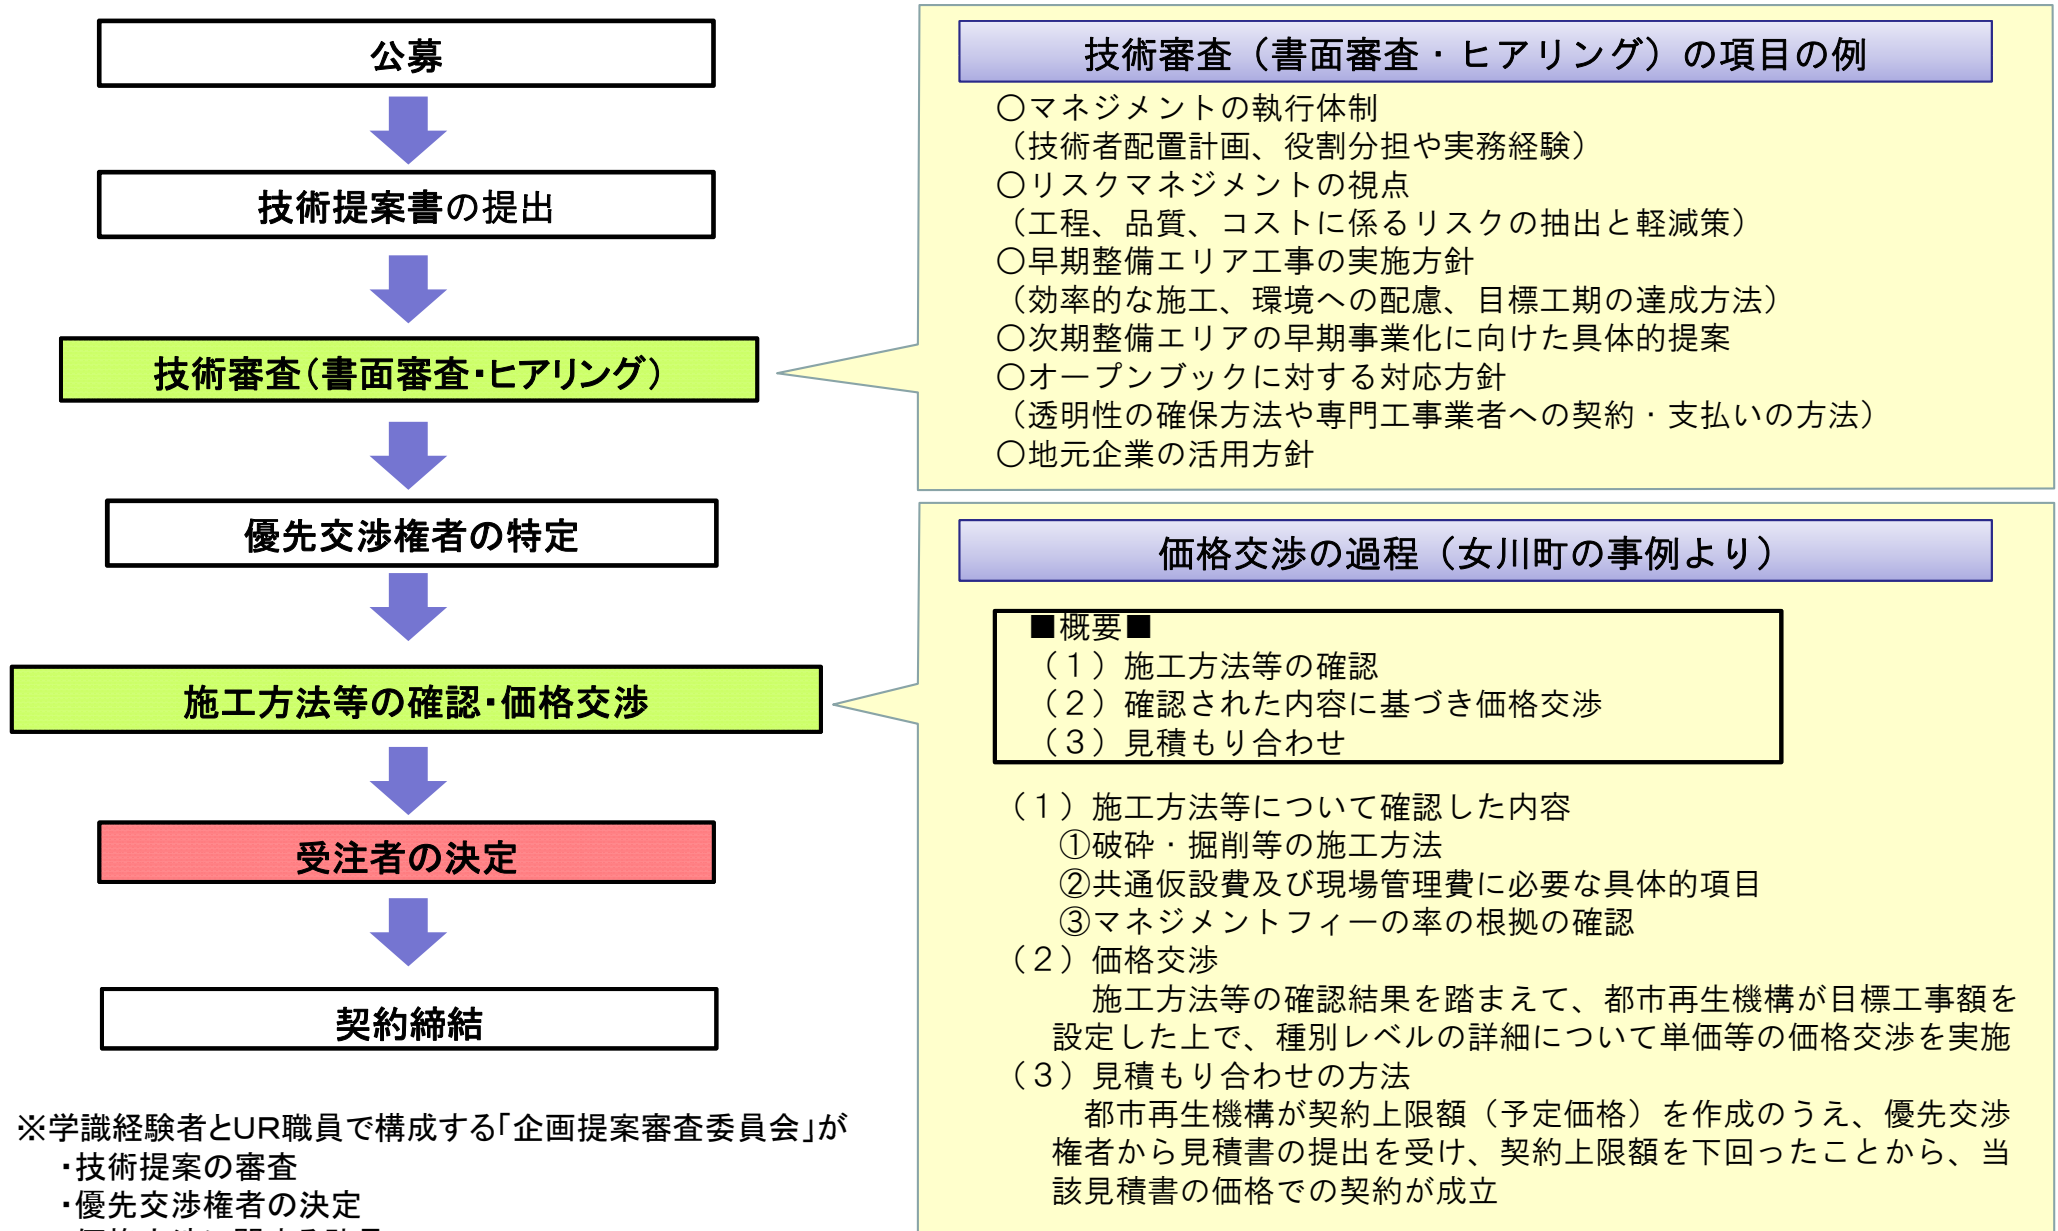 公募
技術提案書の提出
技術審査（書面審査・ヒアリング）
優先交渉権者の特定
施工方法等の確認・価格交渉
受注者の決定
契約締結
※学識経験者とUR職員で構成する「企画提案審査委員会」が
・技術提案の審査
・優先交渉権者の決定
技術審査（書面審査・ヒアリング）の項目の例
〇マネジメントの執行体制
（技術者配置計画、役割分担や実務経験）
〇リスクマネジメントの視点
（工程、品質、コストに係るリスクの抽出と軽減策）
〇早期整備エリア工事の実施方針
（効率的な施工、環境への配慮、目標工期の達成方法）
〇次期整備エリアの早期事業化に向けた具体的提案
〇オープンブックに対する対応方針
（透明性の確保方法や専門工事業者への契約・支払いの方法）
〇地元企業の活用方針
価格交渉の過程（女川町の事例より）
■概要■
（１）施工方法等の確認
（２）確認された内容に基づき価格交渉
（３）見積もり合わせ
（１）施工方法等について確認した内容
①破砕・掘削等の施工方法
②共通仮設費及び現場管理費に必要な具体的項目
③マネジメントフィーの率の根拠の確認
（２）価格交渉
施工方法等の確認結果を踏まえて、都市再生機構が目標工事額を
設定した上で、種別レベルの詳細について単価等の価格交渉を実施
（３）見積もり合わせの方法
都市再生機構が契約上限額（予定価格）を作成のうえ、優先交渉
権者から見積書の提出を受け、契約上限額を下回ったことから、当
該見積書の価格での契約が成立